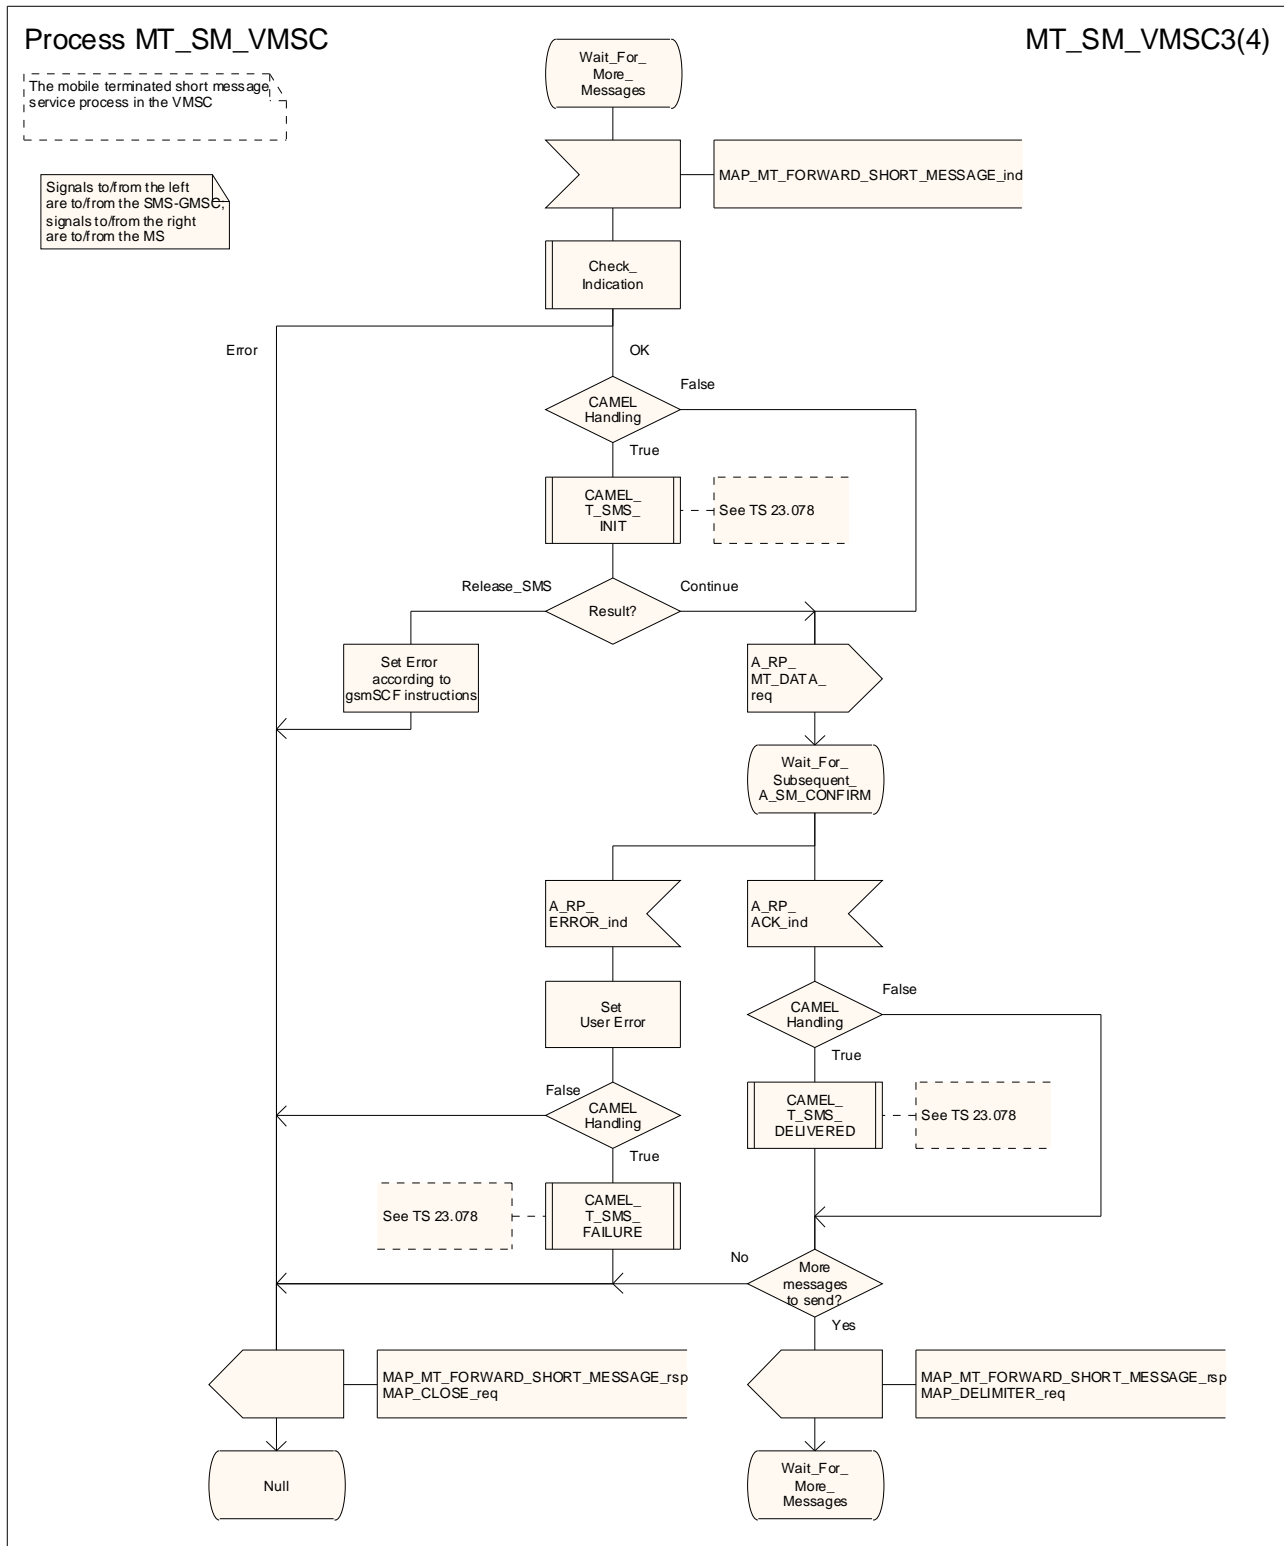 Process MT_SM_VMSC
MT_SM_VMSC3(4)
The mobile terminated short message
service process in the VMSC
Signals to/from the left
are to/from the SMS-GMSC;
signals to/from the right
are to/from the MS
Wait_For_
More_
Messages
MAP_MT_FORWARD_SHORT_MESSAGE_ind
Check_
Indication
Error
OK
CAMEL
Handling
False
True
CAMEL_
T_SMS_
INIT
See TS 23.078
Release_SMS
Result?
Continue
Set Error
according to
gsmSCF instructions
A_RP_
MT_DATA_
req
Wait_For_
Subsequent_
A_SM_CONFIRM
A_RP_
ERROR_ind
A_RP_
ACK_ind
Set
User Error
CAMEL
Handling
False
True
False
CAMEL
Handling
True
CAMEL_
T_SMS_
DELIVERED
See TS 23.078
See TS 23.078
CAMEL_
T_SMS_
FAILURE
No
More
messages
to send?
Yes
MAP_MT_FORWARD_SHORT_MESSAGE_rsp
MAP_CLOSE_req
MAP_MT_FORWARD_SHORT_MESSAGE_rsp
MAP_DELIMITER_req
Null
Wait_For_
More_
Messages